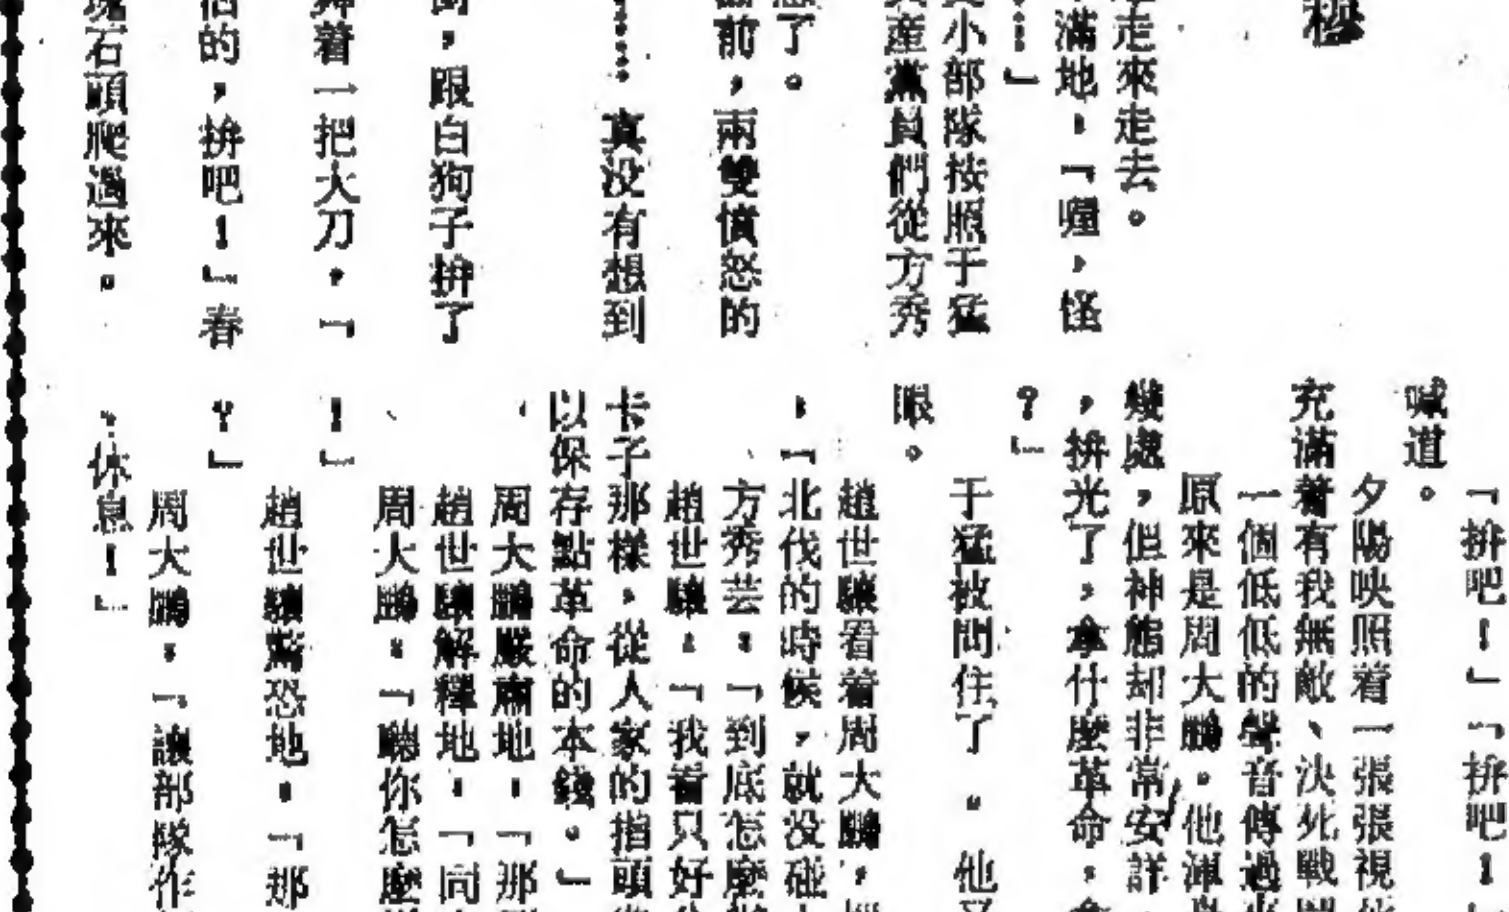 穆
走來走去。
滿地，「喔，怪
…」
小部隊按照于猛
產黨員們從方秀
了。
前，兩雙憤怒的
……真没有想到
，跟白狗子拚了
着一把大刀，「
的，拚吧！」春
石頭爬過來。
「拚吧！」「拚吧！
喊道。
夕陽映照着一張張視
充滿着有我無敵、決死戰
一個低低的聲音傳過
原來是周大鵬。他渾
幾處，但神態却非常安詳
，拚光了，拿什麼革命，拿
？」
于猛被問住了。他又
眼。
趙世驤看着周大鵬，
，「北伐的時候，就没碰
方秀芸：「到底怎麼
趙世驤：「我看只好
卡子那樣，從人家的指頭
以保存點革命的本錢。」
周大鵬嚴肅地：「那
趙世驤解釋地：「同
周大鵬：「聽你怎麼
！」
趙世驤驚恐地：「那
？」
周大鵬：「讓部隊作
，休息！」